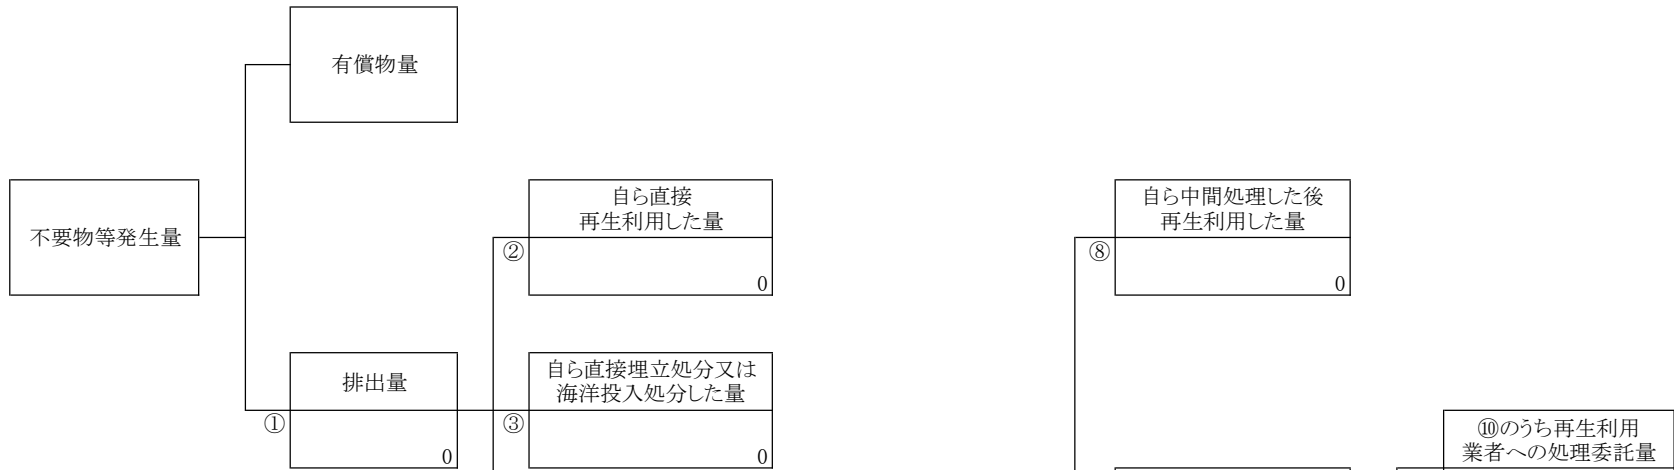 有償物量
不要物等発生量
自ら直接
再生利用した量
②
0
自ら中間処理した後
再生利用した量
⑧
0
排出量
①
0
自ら直接埋立処分又は
海洋投入処分した量
③
0
⑩のうち再生利用
業者への処理委託量